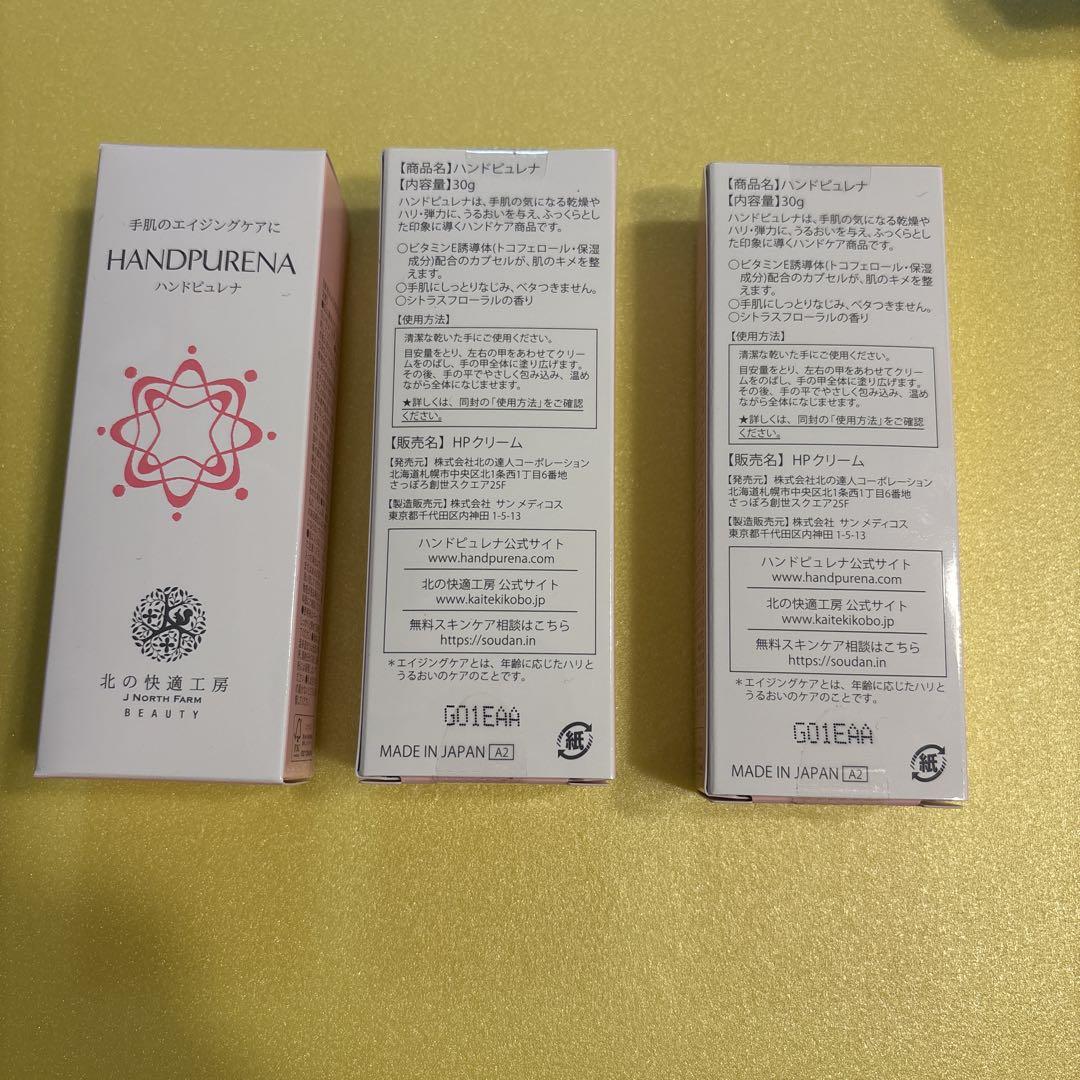 手肌のエイジングケアに
HANDPURENA
ハンドピュレナ
北の快適工房
J NORTH FARM
BEAUTY
【商品名】ハンドピュレナ
【内容量】30g
ハンドピュレナは、手肌の気になる乾燥や
ハリ・弾力に、うるおいを与え、ふっくらとし
た印象に導くハンドケア商品です。
○ビタミンE誘導体(トコフェロール・保湿
成分)配合のカプセルが、肌のキメを整
えます。
○手肌にしっとりなじみ、ベタつきません。
○シトラスフローラルの香り
【使用方法】
清潔な乾いた手にご使用ください。
目安量をとり、左右の甲をあわせてクリー
ムをのばし、手の甲全体に塗り広げます。
その後、手の平でやさしく包み込み、温め
ながら全体になじませます。
★詳しくは、同封の「使用方法」をご確認
ください。
【販売名】HPクリーム
【発売元】株式会社北の達人コーポレーション
北海道札幌市中央区北1条西1丁目6番地
さっぽろ創世スクエア25F
【製造販売元】株式会社 サン メディコス
東京都千代田区内神田 1-5-13
ハンドピュレナ公式サイト
www.handpurena.com
北の快適工房 公式サイト
www.kaitekikobo.jp
無料スキンケア相談はこちら
https://soudan.in
＊エイジングケアとは、年齢に応じたハリと
うるおいのケアのことです。
G01EAA
MADE IN JAPAN A2
紙
【商品名】ハンドピュレナ
【内容量】30g
ハンドピュレナは、手肌の気になる乾燥や
ハリ・弾力に、うるおいを与え、ふっくらとし
た印象に導くハンドケア商品です。
○ビタミンE誘導体(トコフェロール・保湿
成分)配合のカプセルが、肌のキメを整
えます。
○手肌にしっとりなじみ、ベタつきません。
○シトラスフローラルの香り
【使用方法】
清潔な乾いた手にご使用ください。
目安量をとり、左右の甲をあわせてクリー
ムをのばし、手の甲全体に塗り広げます。
その後、手の平でやさしく包み込み、温め
ながら全体になじませます。
★詳しくは、同封の「使用方法」をご確認
ください。
【販売名】HPクリーム
【発売元】株式会社北の達人コーポレーション
北海道札幌市中央区北1条西1丁目6番地
さっぽろ創世スクエア25F
【製造販売元】株式会社 サン メディコス
東京都千代田区内神田 1-5-13
ハンドピュレナ公式サイト
www.handpurena.com
北の快適工房 公式サイト
www.kaitekikobo.jp
無料スキンケア相談はこちら
https://soudan.in
＊エイジングケアとは、年齢に応じたハリと
うるおいのケアのことです。
G01EAA
MADE IN JAPAN A2
紙